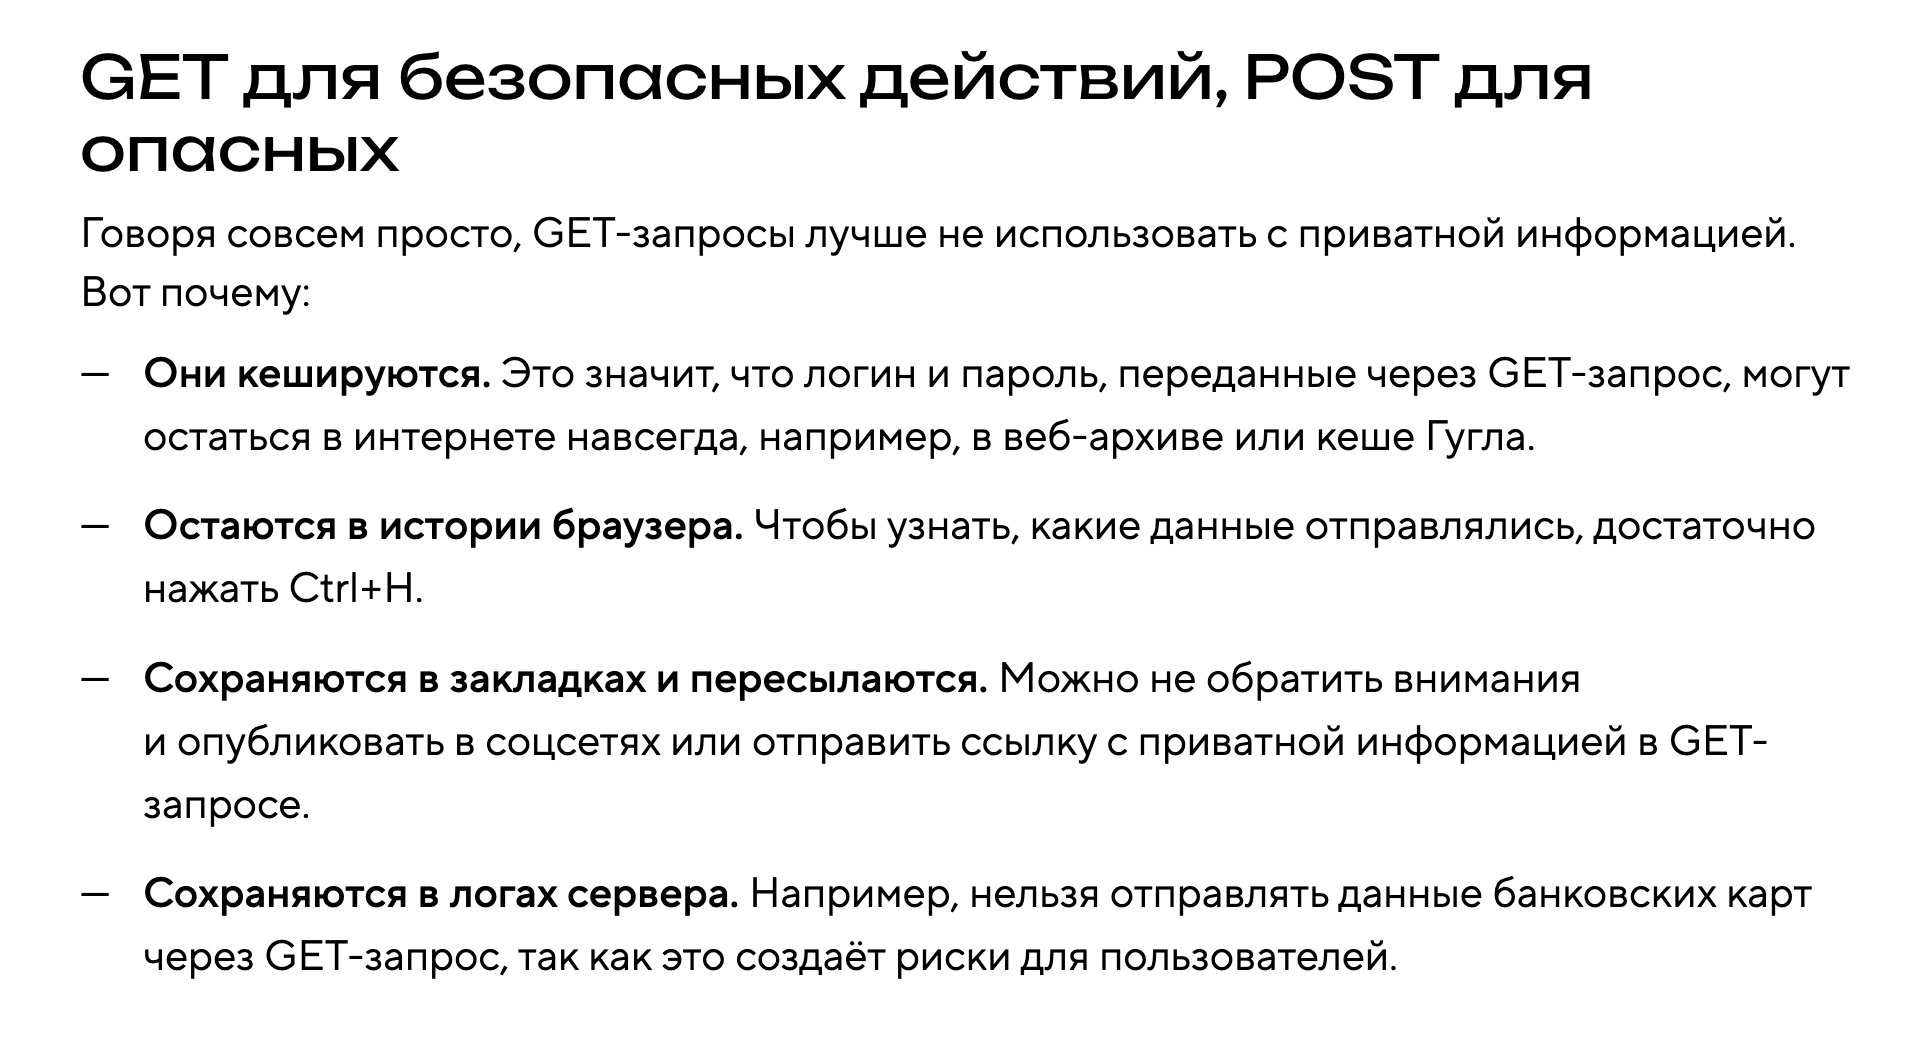 GET для безопасных действий, POST для
опасных
Говоря совсем просто, GET-запросы лучше не использовать с приватной информацией.
Вот почему:
— Они кешируются. Это значит, что логин и пароль, переданные через GET-запрос, могут
остаться в интернете навсегда, например, в веб-архиве или кеше Гугла.
— Остаются в истории браузера. Чтобы узнать, какие данные отправлялись, достаточно
нажать Ctrl+H.
— Сохраняются в закладках и пересылаются. Можно не обратить внимания
и опубликовать в соцсетях или отправить ссылку с приватной информацией в GET-
запросе.
— Сохраняются в логах сервера. Например, нельзя отправлять данные банковских карт
через GET-запрос, так как это создаёт риски для пользователей.